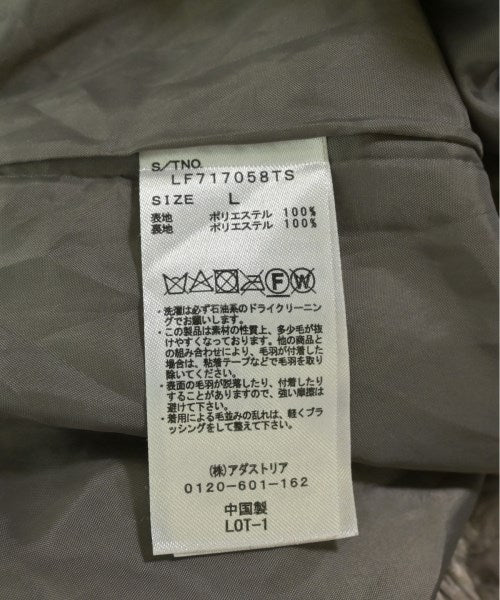 S/TNO.
LF717058TS
SIZE L
表地 ポリエステル 100%
裏地 ポリエステル 100%
F W
・洗濯は必ず石油系のドライクリーニン
グでお願いします。
・この製品は素材の性質上、多少毛が抜
けやすくなっております。他の商品と
の組み合わせにより、毛羽が付着した
場合は、粘着テープなどで毛羽を取り
除いてください。
・表面の毛羽が脱落したり、付着したり
することがありますので、強い摩擦は
避けて下さい。
・着用による毛並みの乱れは、軽くブラ
ッシングをして整えて下さい。
(株)アダストリア
0120-601-162
中国製
LOT-1